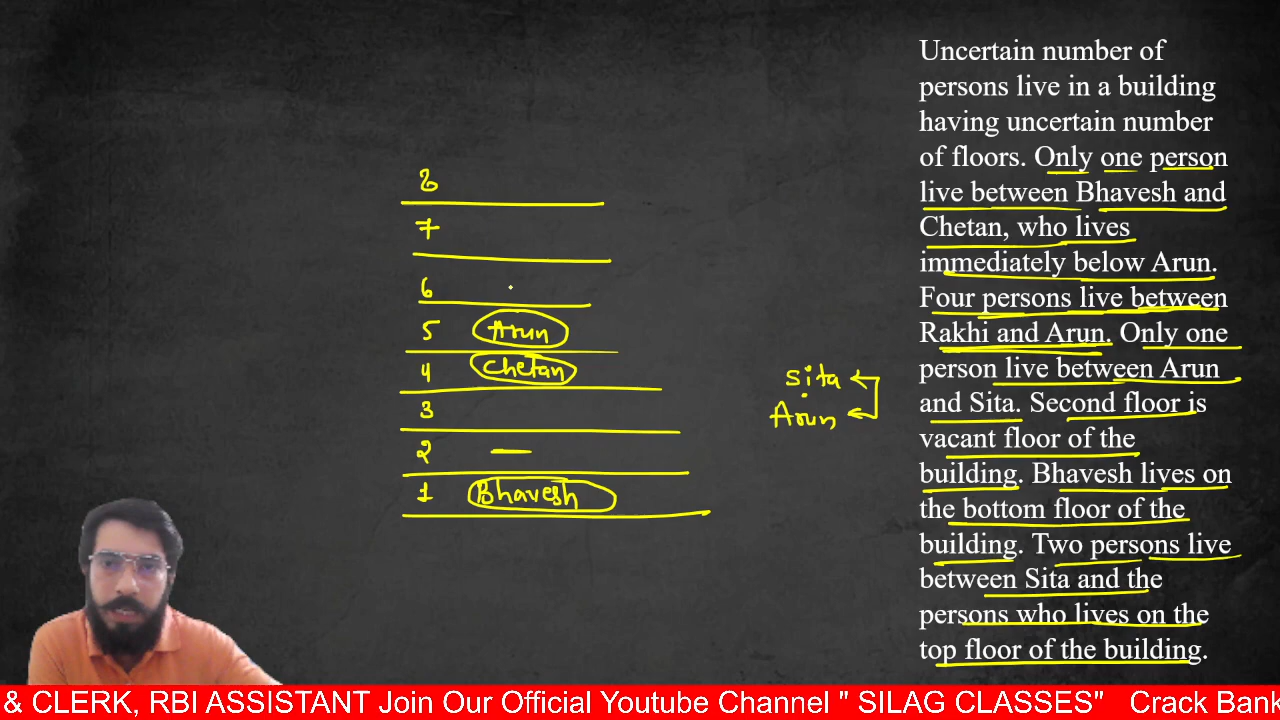 Uncertain number of
persons live in a building
having uncertain number
of floors. Only one person
live between Bhavesh and
Chetan, who lives
immediately below Arun.
Four persons live between
Rakhi and Arun. Only one
person live between Arun
and Sita. Second floor is
vacant floor of the
building. Bhavesh lives on
the bottom floor of the
building. Two persons live
between Sita and the
persons who lives on the
top floor of the building.
8
7
6
5 Arun
4 Chetan
3
2 —
1 Bhavesh
Sita
Arun
& CLERK, RBI ASSISTANT Join Our Official Youtube Channel " SILAG CLASSES" Crack Bank